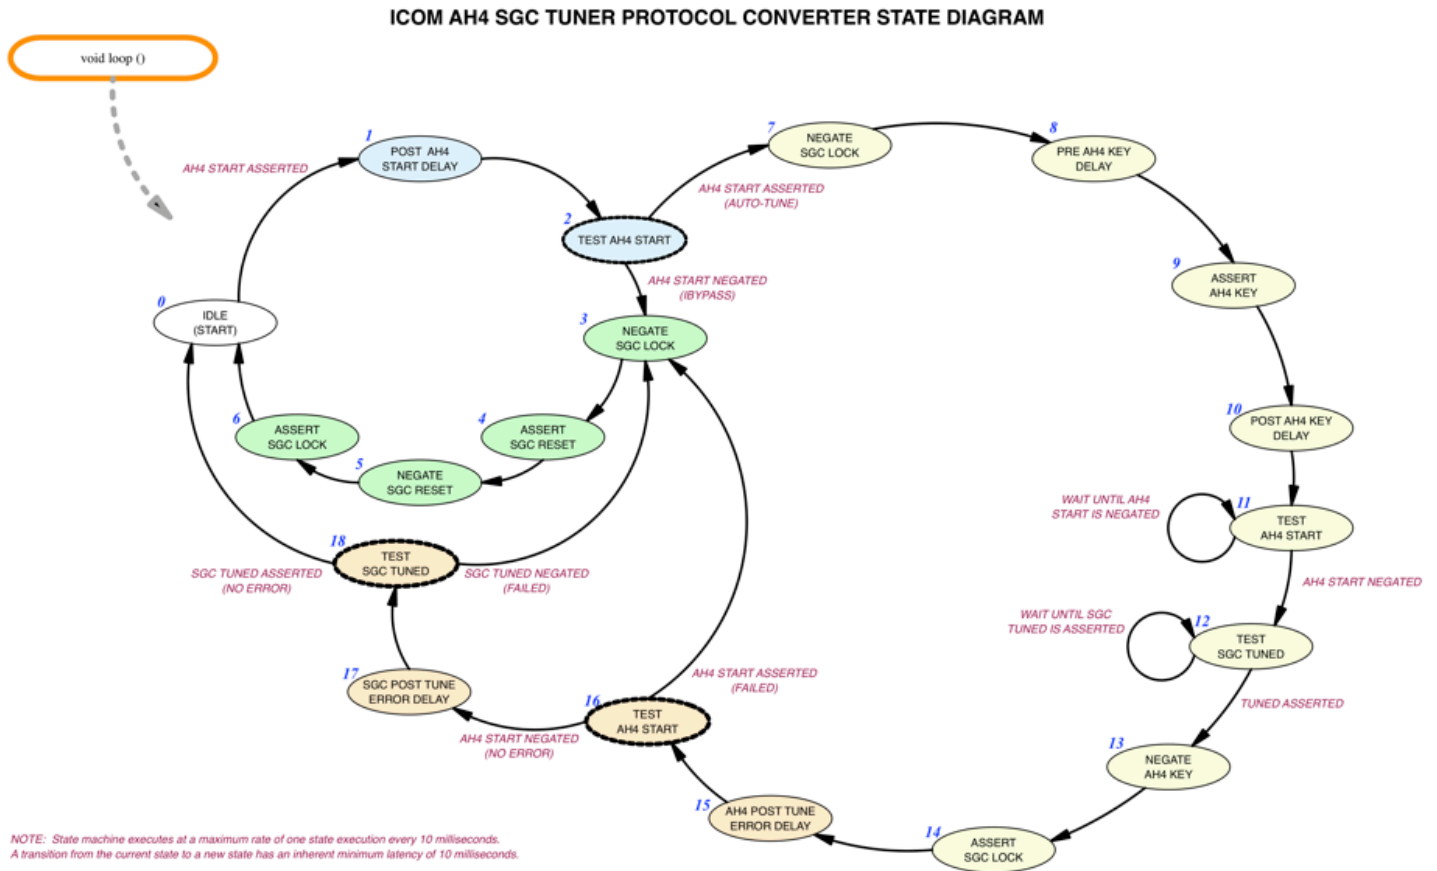 ICOM AH4 SGC TUNER PROTOCOL CONVERTER STATE DIAGRAM
void loop ()
1
POST AH4
START DELAY
AH4 START ASSERTED
2
TEST AH4 START
7
NEGATE
SGC LOCK
AH4 START ASSERTED
(AUTO-TUNE)
8
PRE AH4 KEY
DELAY
9
ASSERT
AH4 KEY
AH4 START NEGATED
(IBYPASS)
0
IDLE
(START)
3
NEGATE
SGC LOCK
6
ASSERT
SGC LOCK
4
ASSERT
SGC RESET
5
NEGATE
SGC RESET
10
POST AH4 KEY
DELAY
WAIT UNTIL AH4
START IS NEGATED
11
TEST
AH4 START
AH4 START NEGATED
18
TEST
SGC TUNED
SGC TUNED ASSERTED
(NO ERROR)
SGC TUNED NEGATED
(FAILED)
WAIT UNTIL SGC
TUNED IS ASSERTED
12
TEST
SGC TUNED
TUNED ASSERTED
17
SGC POST TUNE
ERROR DELAY
AH4 START ASSERTED
(FAILED)
16
TEST
AH4 START
AH4 START NEGATED
(NO ERROR)
13
NEGATE
AH4 KEY
15
AH4 POST TUNE
ERROR DELAY
14
ASSERT
SGC LOCK
NOTE: State machine executes at a maximum rate of one state execution every 10 milliseconds.
A transition from the current state to a new state has an inherent minimum latency of 10 milliseconds.